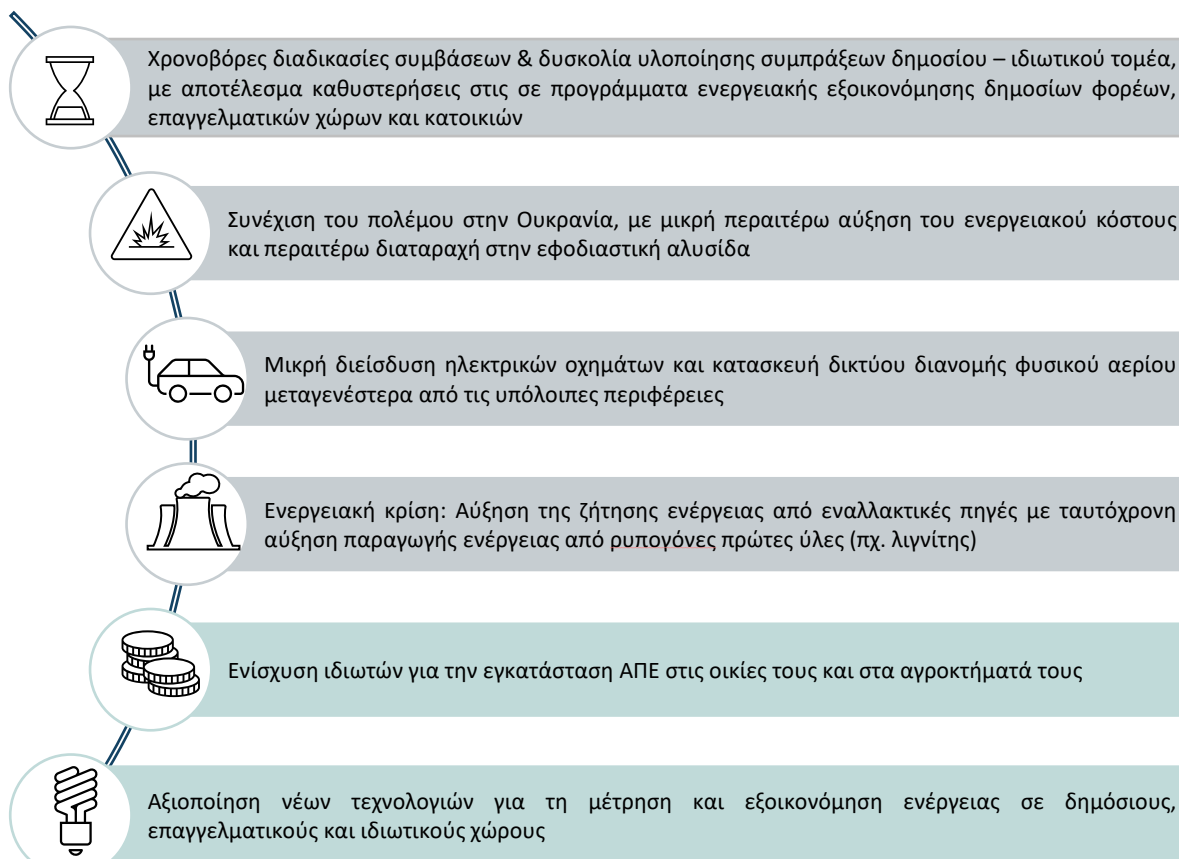 Χρονοβόρες διαδικασίες συμβάσεων & δυσκολία υλοποίησης συμπράξεων δημοσίου – ιδιωτικού τομέα,
με αποτέλεσμα καθυστερήσεις στις σε προγράμματα ενεργειακής εξοικονόμησης δημοσίων φορέων,
επαγγελματικών χώρων και κατοικιών
Συνέχιση του πολέμου στην Ουκρανία, με μικρή περαιτέρω αύξηση του ενεργειακού κόστους
και περαιτέρω διαταραχή στην εφοδιαστική αλυσίδα
Μικρή διείσδυση ηλεκτρικών οχημάτων και κατασκευή δικτύου διανομής φυσικού αερίου
μεταγενέστερα από τις υπόλοιπες περιφέρειες
Ενεργειακή κρίση: Αύξηση της ζήτησης ενέργειας από εναλλακτικές πηγές με ταυτόχρονη
αύξηση παραγωγής ενέργειας από ρυπογόνες πρώτες ύλες (πχ. λιγνίτης)
Ενίσχυση ιδιωτών για την εγκατάσταση ΑΠΕ στις οικίες τους και στα αγροκτήματά τους
Αξιοποίηση νέων τεχνολογιών για τη μέτρηση και εξοικονόμηση ενέργειας σε δημόσιους,
επαγγελματικούς και ιδιωτικούς χώρους